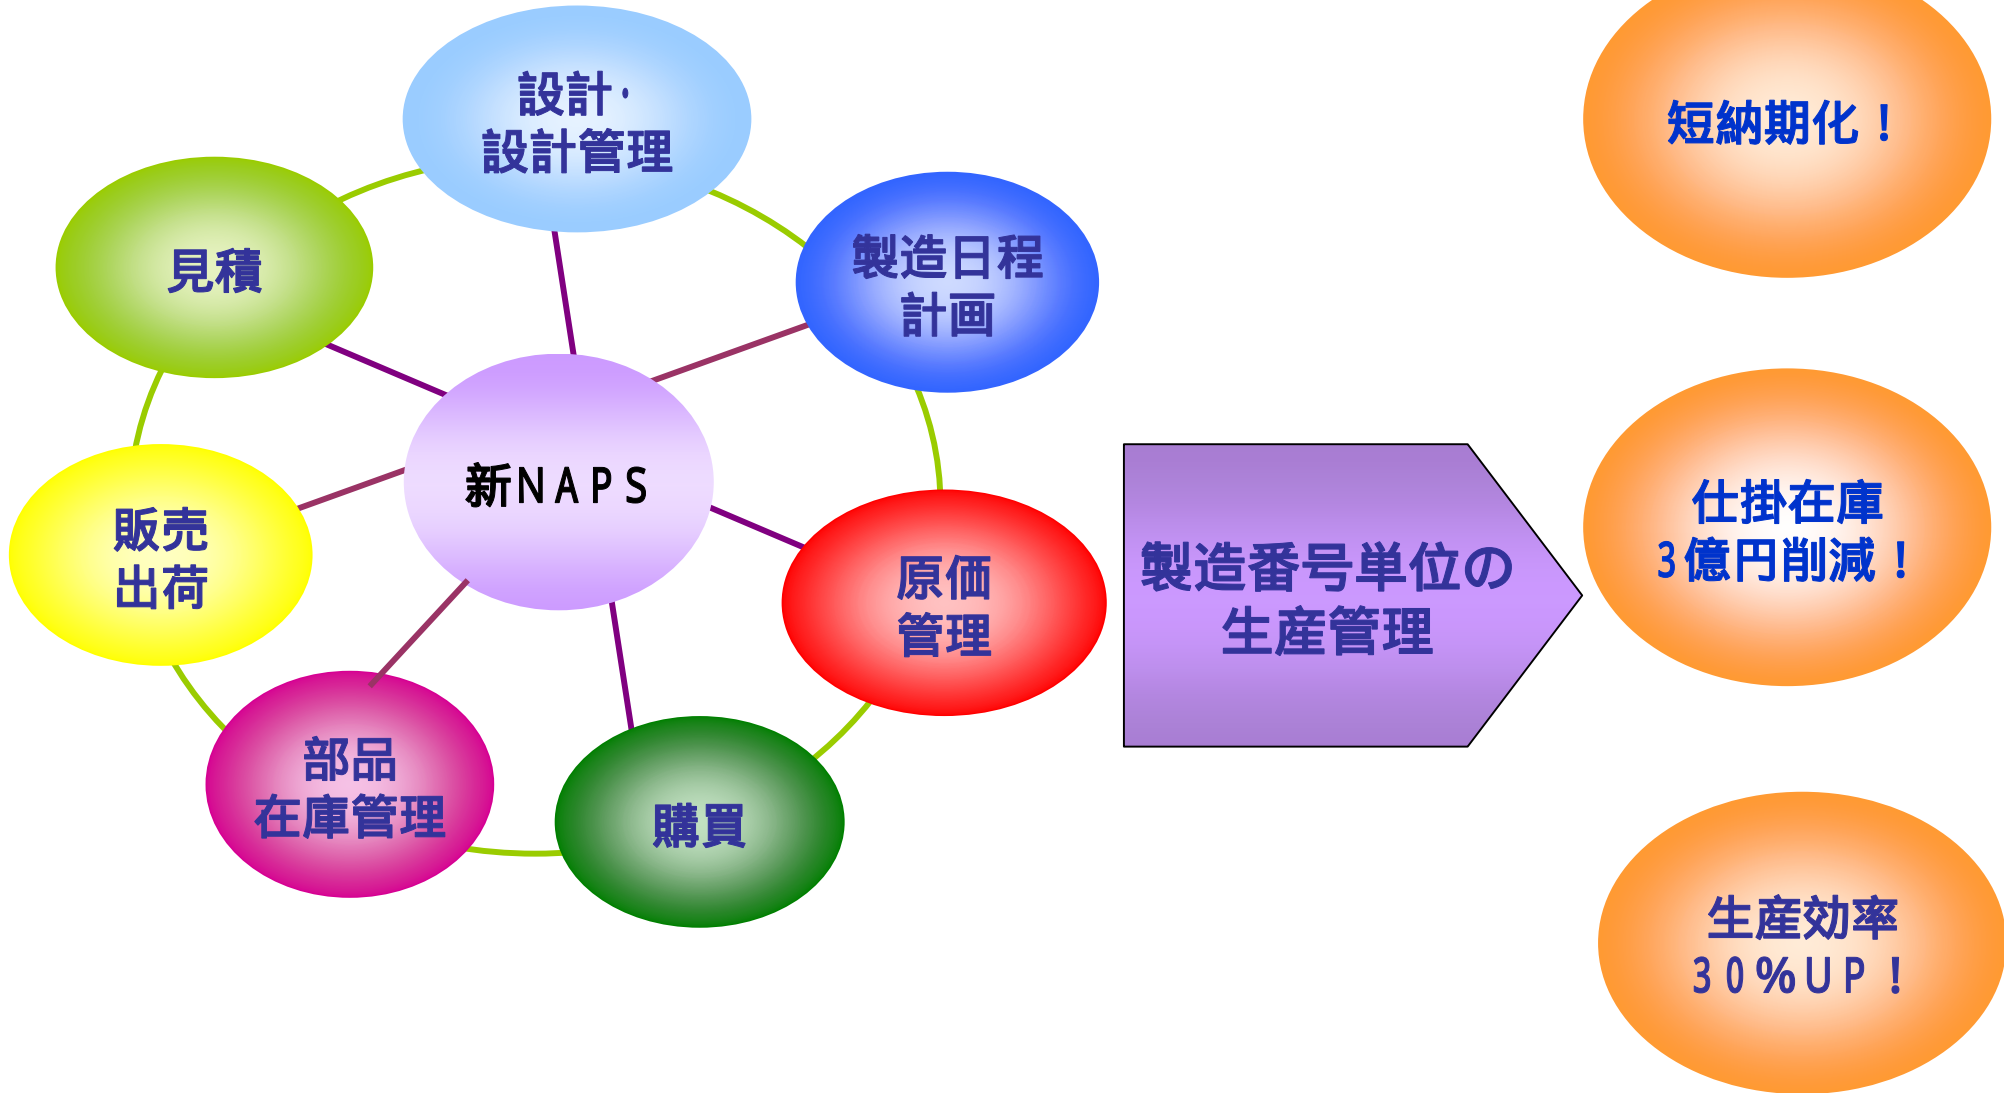 設計・
設計管理
見積
製造日程
計画
新ＮＡＰＳ
販売
出荷
原価
管理
部品
在庫管理
購買
製造番号単位の
生産管理
短納期化！
仕掛在庫
３億円削減！
生産効率
３０％ＵＰ！